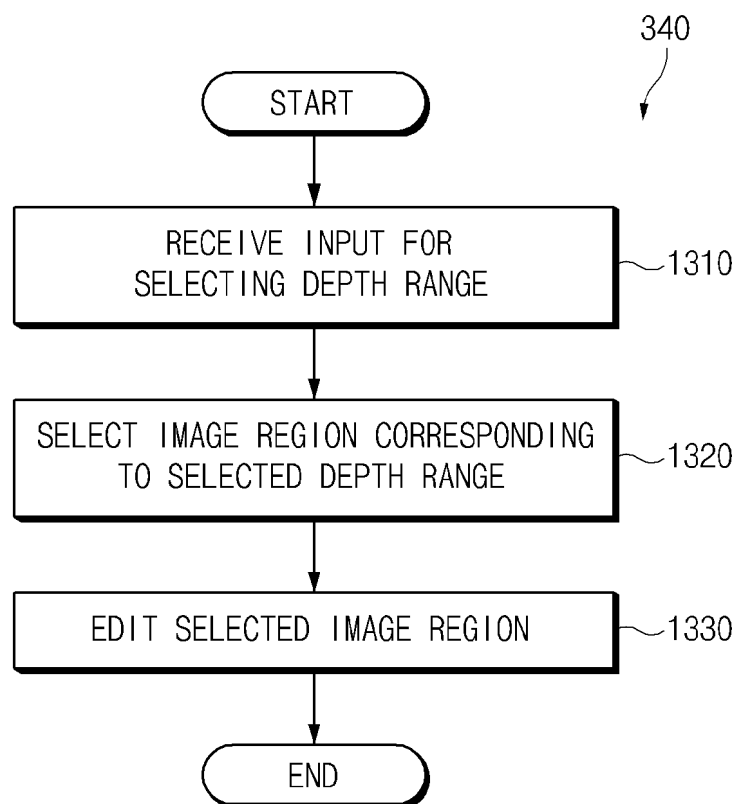 340
START
RECEIVE INPUT FOR
SELECTING DEPTH RANGE
1310
SELECT IMAGE REGION CORRESPONDING
TO SELECTED DEPTH RANGE
1320
EDIT SELECTED IMAGE REGION
1330
END